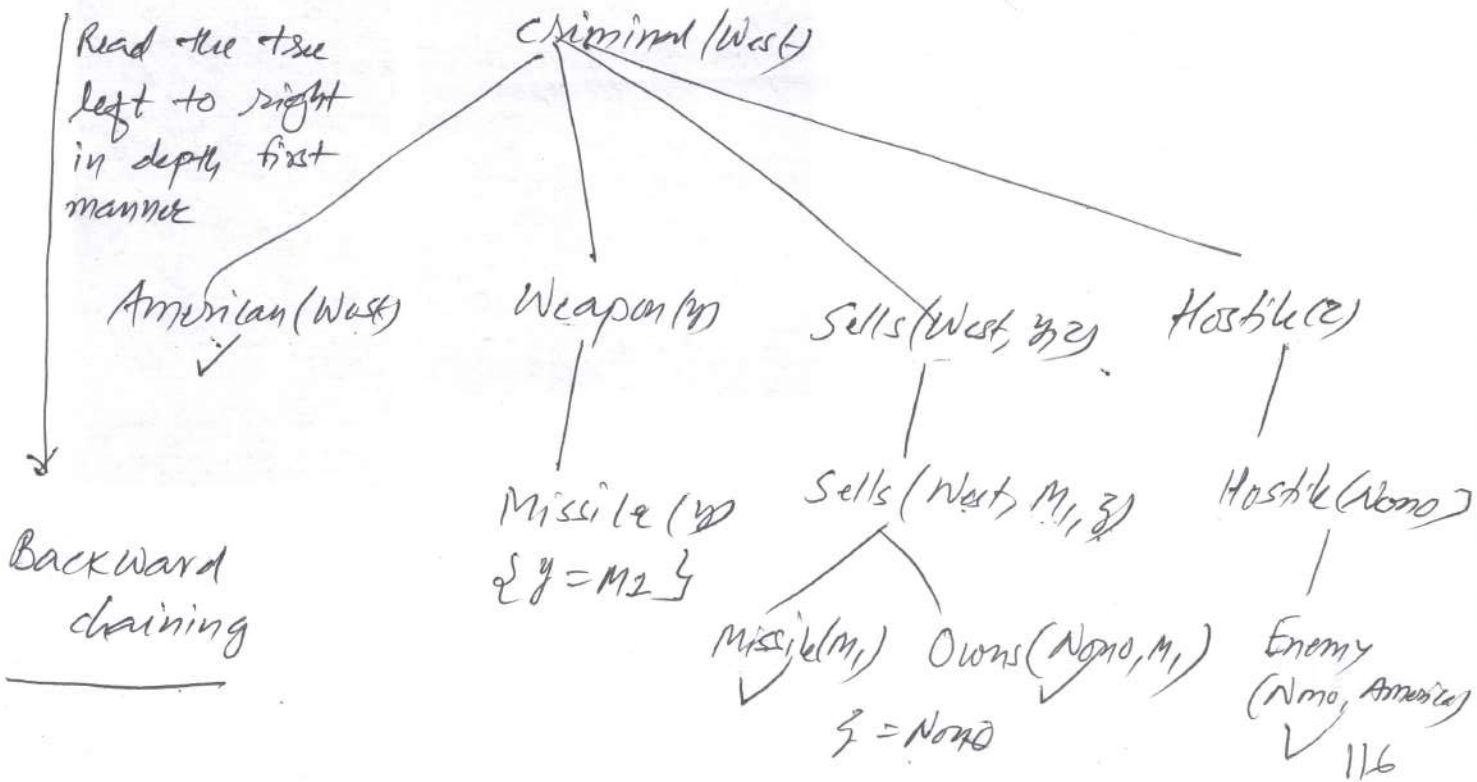 Read the tree
left to right
in depth first
manner
Criminal (West)
American (West)
Weapon (y)
Sells (West, y, z)
Hostile (z)
Missile (y)
{ y = M1 }
Sells (West, M1, z)
Hostile (Nono)
Missile (M1)
Owns (Nono, M1)
z = Nono
Enemy
(Nono, America)
Backward
chaining
116